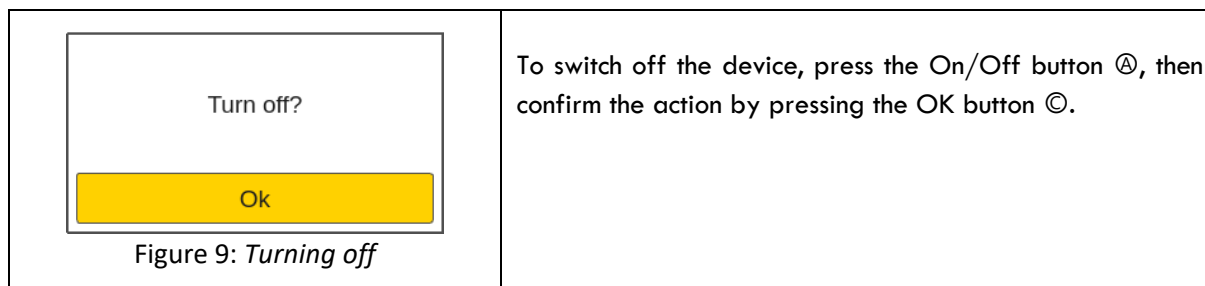 Turn off?
Ok
Figure 9: Turning off
To switch off the device, press the On/Off button Ⓐ, then
confirm the action by pressing the OK button Ⓒ.